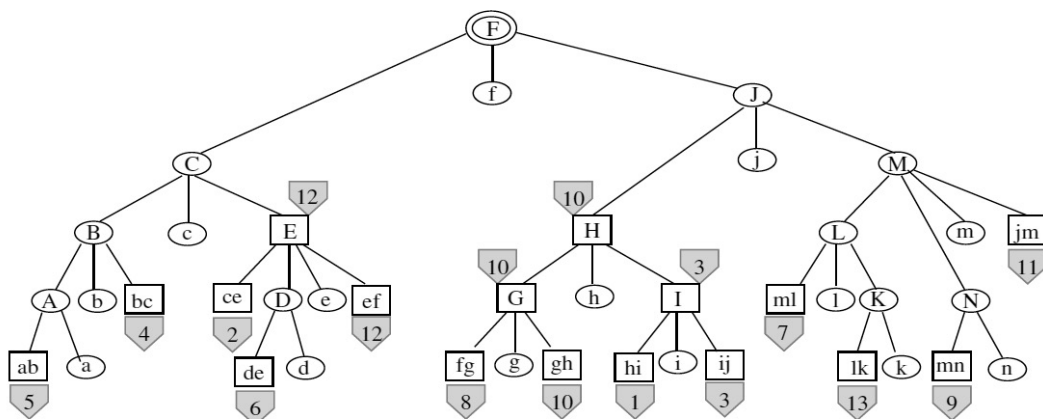 F
f
J
j
C
M
12
10
B
c
E
H
L
m
jm
10
3
11
A
b
bc
ce
D
e
ef
G
h
I
ml
l
K
N
4
2
12
7
ab
a
de
d
fg
g
gh
hi
i
ij
lk
k
mn
n
5
6
8
10
1
3
13
9